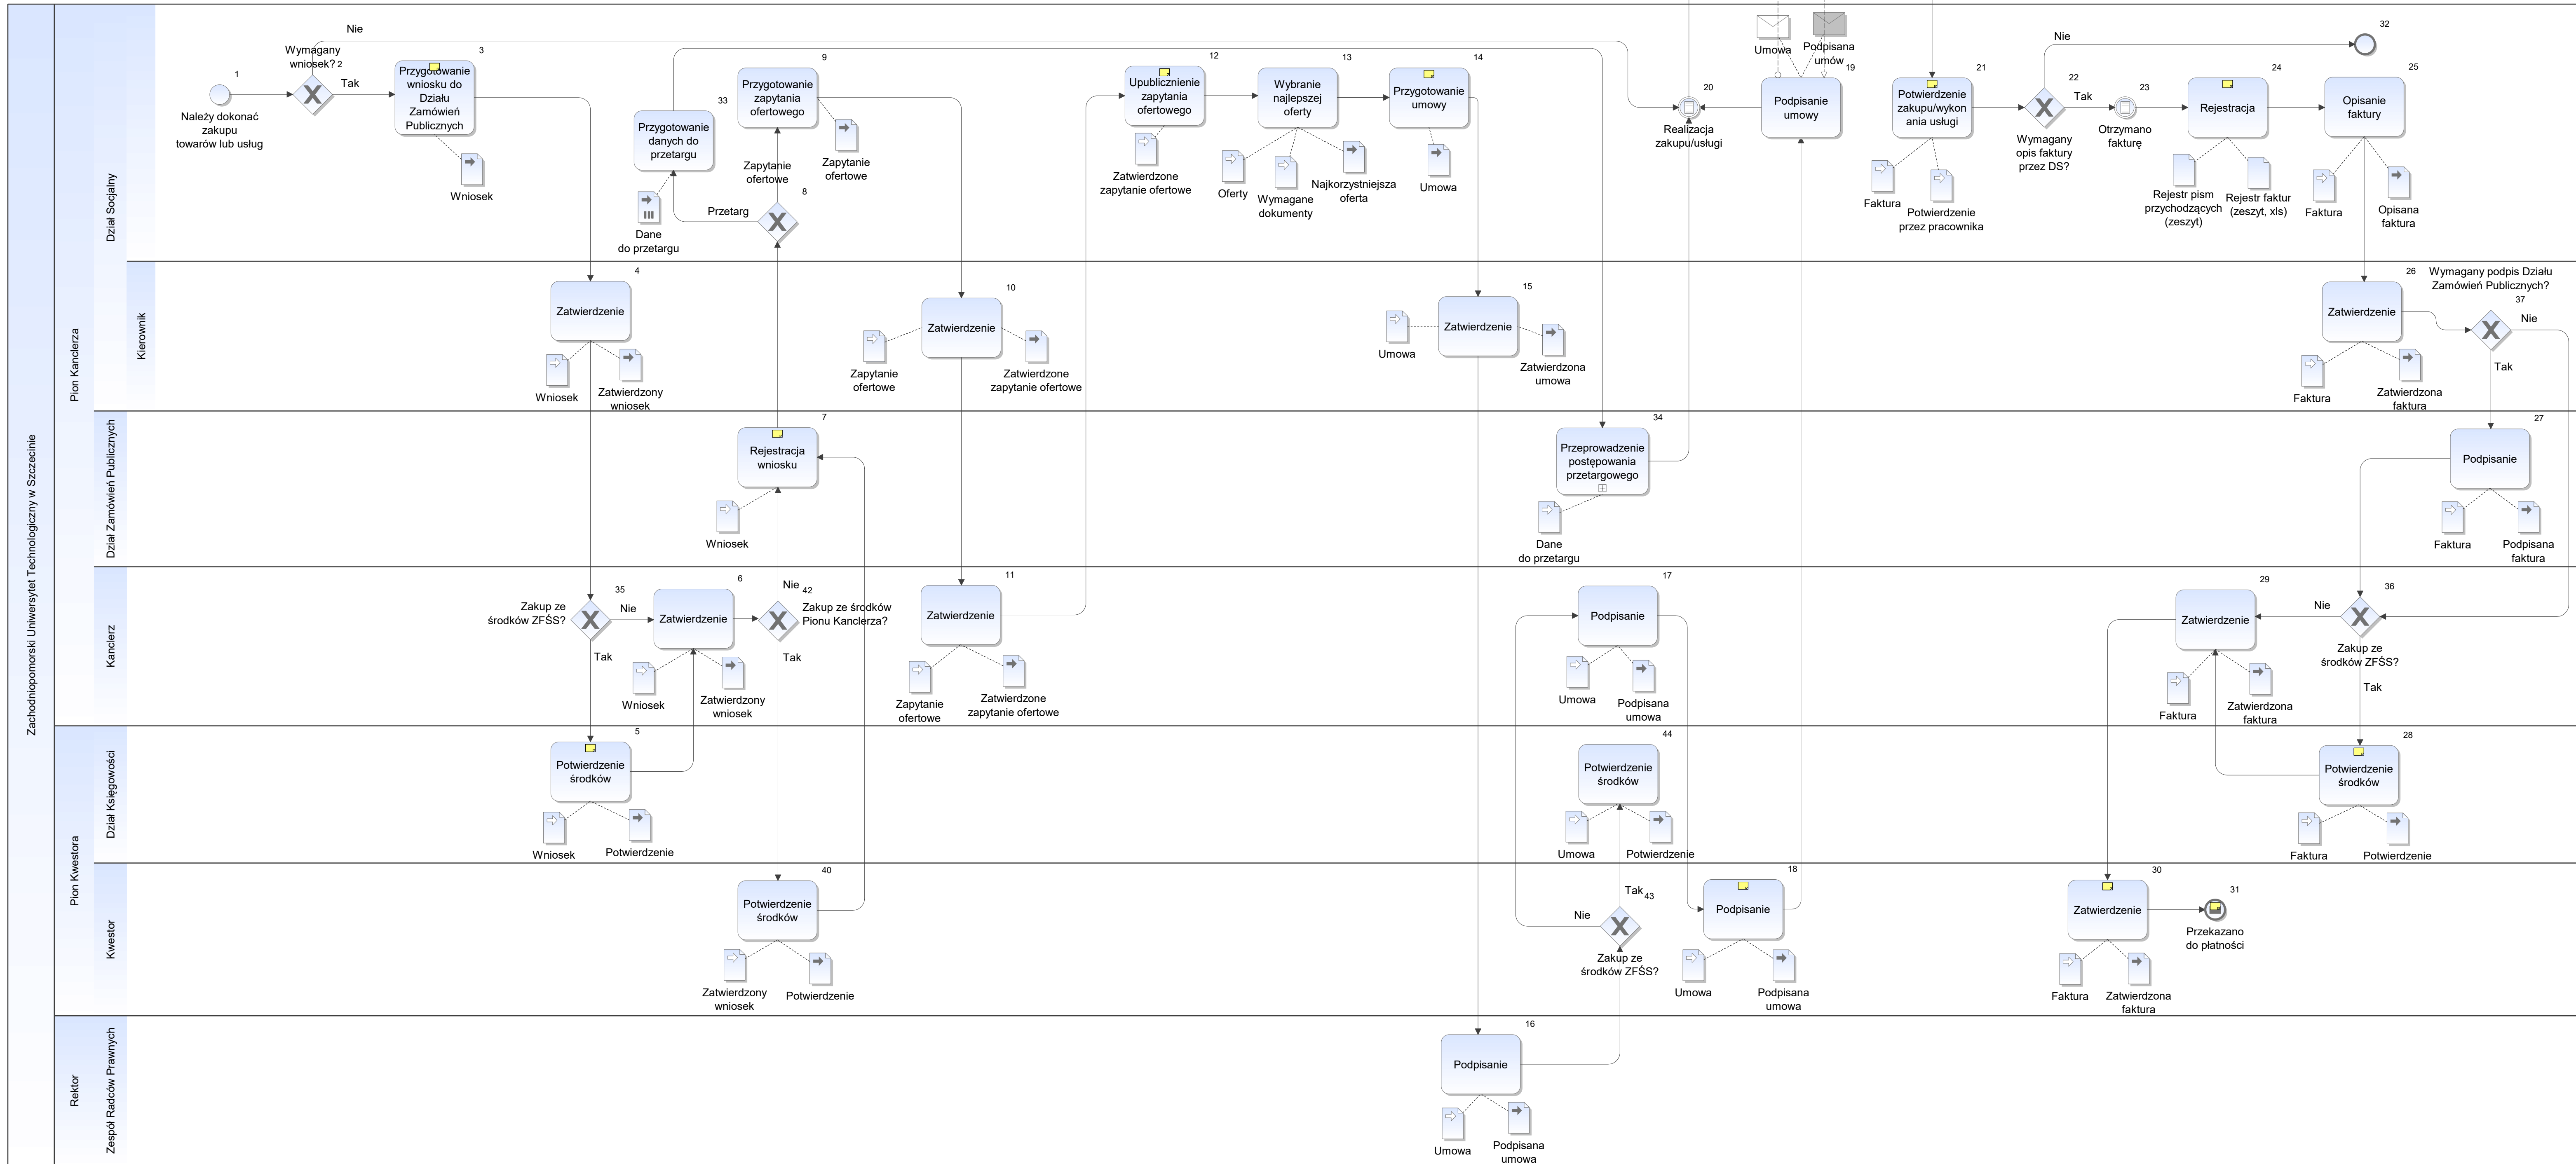 Zachodniopomorski Uniwersytet Technologiczny w Szczecinie
Pion Kanclerza
Dział Socjalny
1
Należy dokonać
zakupu
towarów lub usług
Wymagany
wniosek?
2
Nie
Tak
3
Przygotowanie
wniosku do
Działu
Zamówień
Publicznych
Wniosek
33
Przygotowanie
danych do
przetargu
Dane
do przetargu
Przetarg
8
Zapytanie
ofertowe
9
Przygotowanie
zapytania
ofertowego
Zapytanie
ofertowe
12
Upublicznienie
zapytania
ofertowego
Zatwierdzone
zapytanie ofertowe
13
Wybranie
najlepszej
oferty
Oferty
Wymagane
dokumenty
Najkorzystniejsza
oferta
14
Przygotowanie
umowy
Umowa
20
Realizacja
zakupu/usługi
Umowa
Podpisana
umów
19
Podpisanie
umowy
21
Potwierdzenie
zakupu/wykon
ania usługi
Faktura
Potwierdzenie
przez pracownika
22
Nie
Tak
Wymagany
opis faktury
przez DS?
32
23
Otrzymano
fakturę
24
Rejestracja
Rejestr pism
przychodzących
(zeszyt)
Rejestr faktur
(zeszyt, xls)
25
Opisanie
faktury
Faktura
Opisana
faktura
Kierownik
4
Zatwierdzenie
Wniosek
Zatwierdzony
wniosek
10
Zatwierdzenie
Zapytanie
ofertowe
Zatwierdzone
zapytanie ofertowe
15
Zatwierdzenie
Umowa
Zatwierdzona
umowa
26
Zatwierdzenie
Faktura
Zatwierdzona
faktura
Wymagany podpis Działu
Zamówień Publicznych?
37
Nie
Tak
Dział Zamówień Publicznych
7
Rejestracja
wniosku
Wniosek
34
Przeprowadzenie
postępowania
przetargowego
Dane
do przetargu
27
Podpisanie
Faktura
Podpisana
faktura
Kanclerz
Zakup ze
środków ZFŚS?
35
Nie
Tak
6
Zatwierdzenie
Wniosek
Zatwierdzony
wniosek
Nie
42
Zakup ze środków
Pionu Kanclerza?
Tak
11
Zatwierdzenie
Zapytanie
ofertowe
Zatwierdzone
zapytanie ofertowe
17
Podpisanie
Umowa
Podpisana
umowa
29
Zatwierdzenie
Faktura
Zatwierdzona
faktura
36
Nie
Zakup ze
środków ZFŚS?
Tak
Pion Kwestora
Dział Księgowości
5
Potwierdzenie
środków
Wniosek
Potwierdzenie
44
Potwierdzenie
środków
Umowa
Potwierdzenie
28
Potwierdzenie
środków
Faktura
Potwierdzenie
Kwestor
40
Potwierdzenie
środków
Zatwierdzony
wniosek
Potwierdzenie
Tak
43
Nie
Zakup ze
środków ZFŚS?
18
Podpisanie
Umowa
Podpisana
umowa
30
Zatwierdzenie
Faktura
Zatwierdzona
faktura
31
Przekazano
do płatności
Rektor
Zespół Radców Prawnych
16
Podpisanie
Umowa
Podpisana
umowa